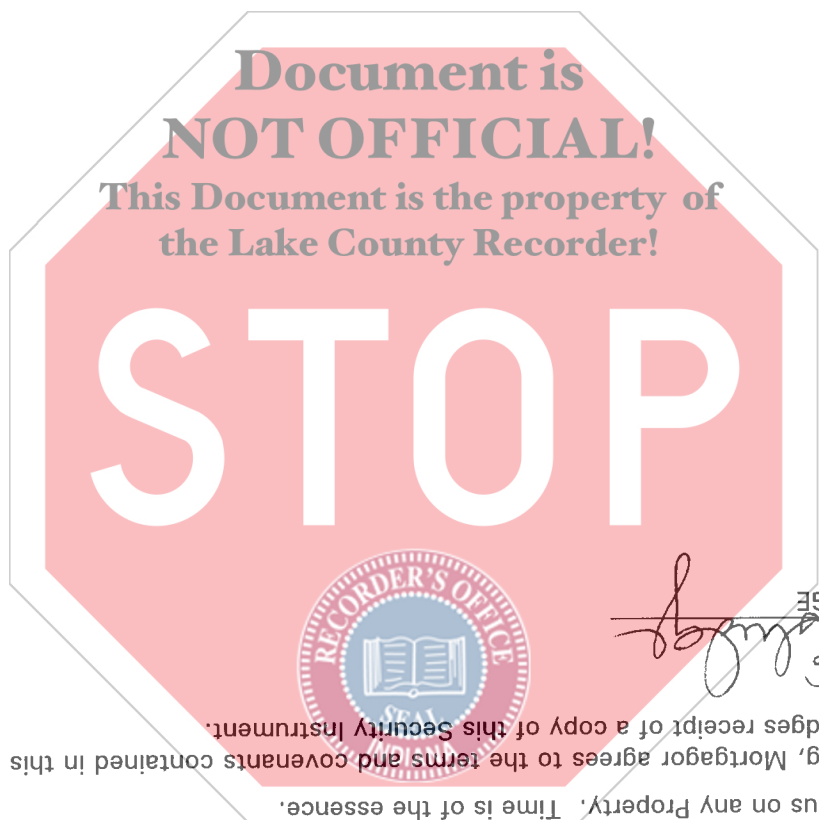 Document is
NOT OFFICIAL!
This Document is the property of
the Lake County Recorder!
STOP
RECORDER'S OFFICE
SEAL
INDIANA
us on any Property. Time is of the essence.
g, Mortgagor agrees to the terms and covenants contained in this
dges receipt of a copy of this Security Instrument.
GE